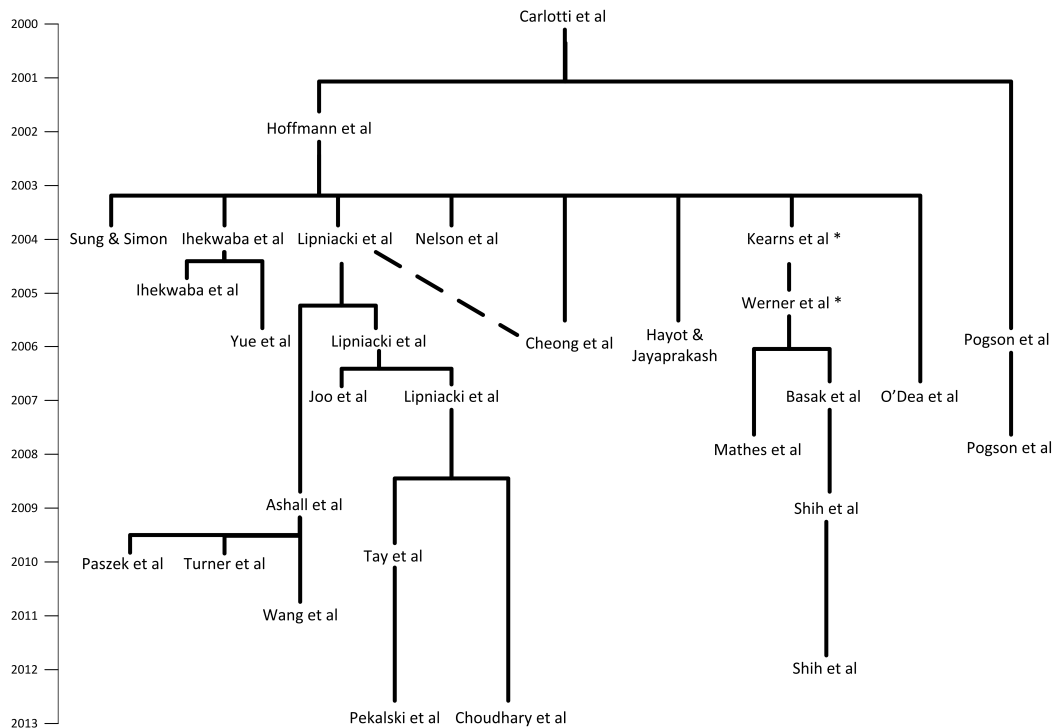 Carlotti et al
2000
2001
Hoffmann et al
2002
2003
Sung & Simon
Ihekwaba et al
Lipniacki et al
Nelson et al
Kearns et al *
2004
Ihekwaba et al
2005
Werner et al *
Yue et al
Lipniacki et al
Cheong et al
Hayot &
Jayaprakash
Pogson et al
2006
Joo et al
Lipniacki et al
Basak et al
O’Dea et al
2007
Mathes et al
Pogson et al
2008
Ashall et al
Shih et al
2009
Paszek et al
Turner et al
Tay et al
2010
Wang et al
2011
Shih et al
2012
Pekalski et al
Choudhary et al
2013